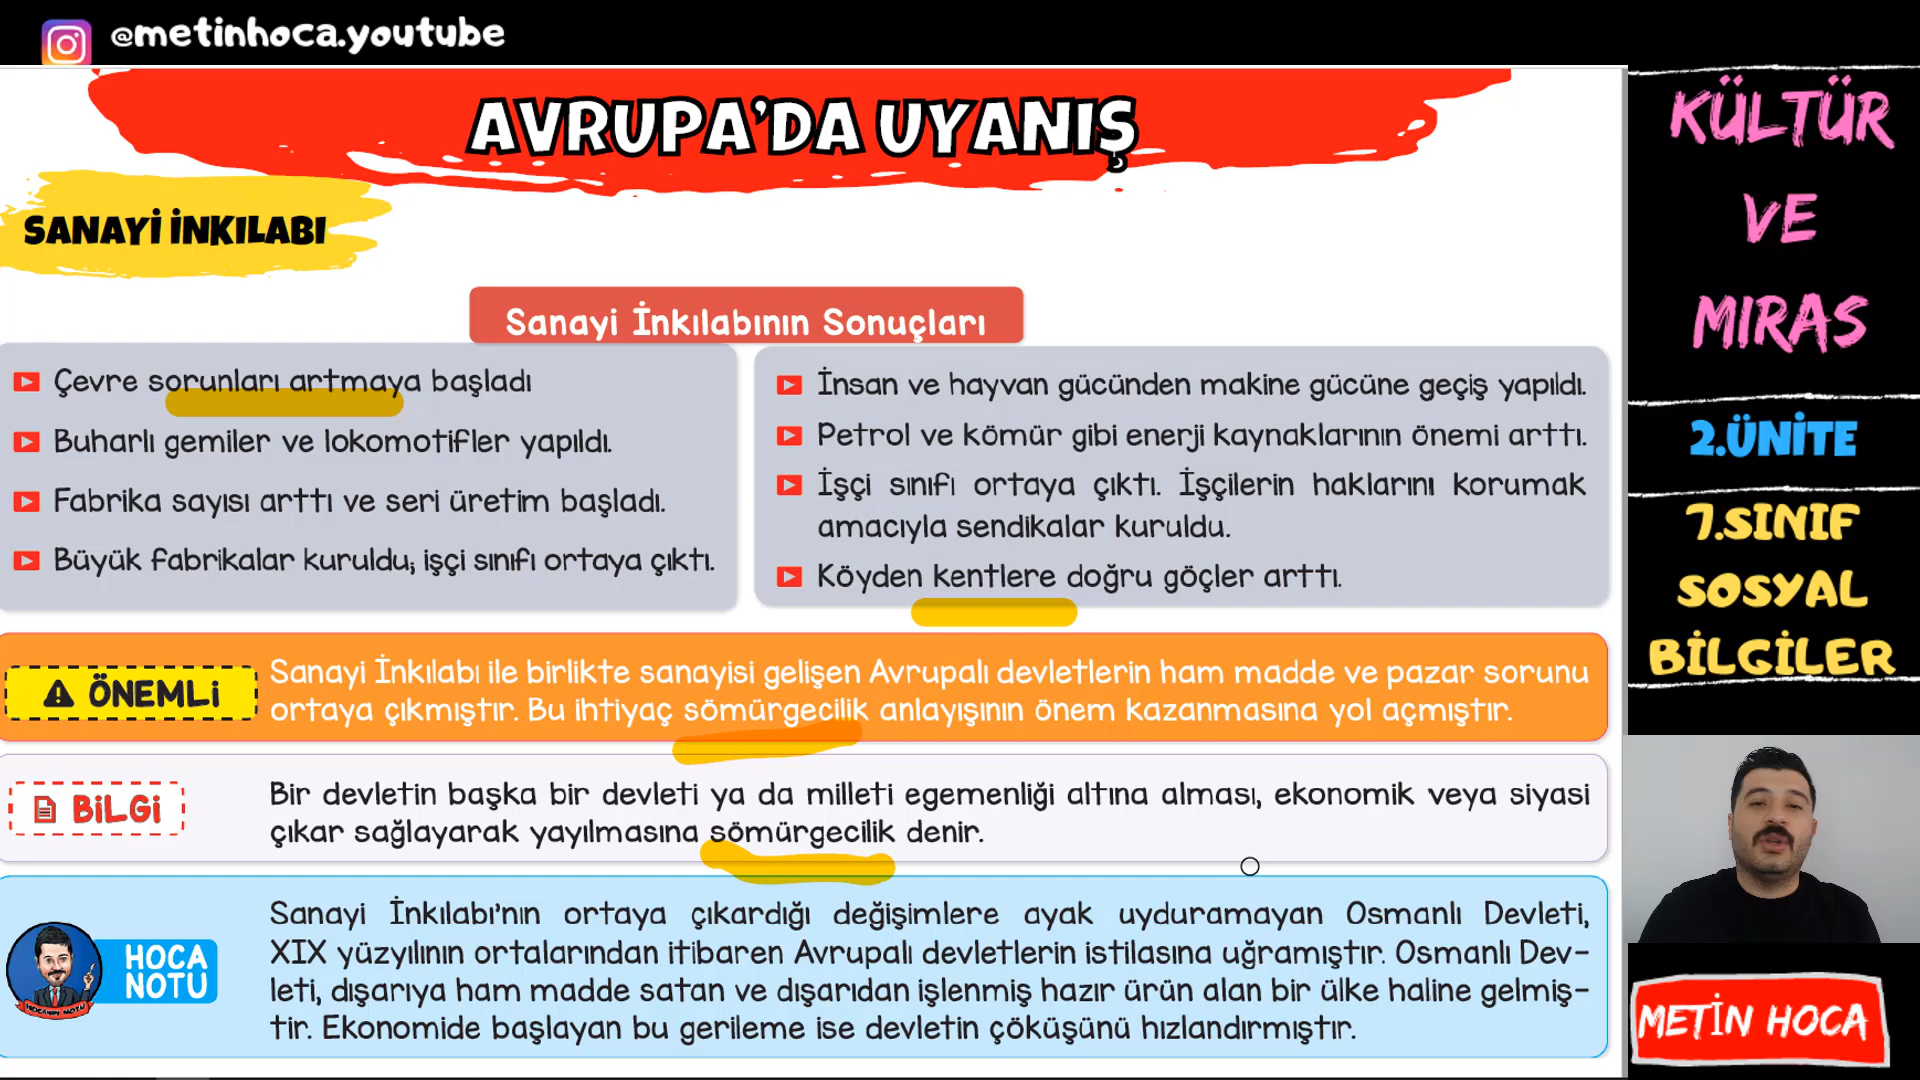 @metinhoca.youtube
AVRUPA'DA UYANIŞ
SANAYİ İNKILABI
Sanayi İnkılabının Sonuçları
Çevre sorunları artmaya başladı
Buharlı gemiler ve lokomotifler yapıldı.
Fabrika sayısı arttı ve seri üretim başladı.
Büyük fabrikalar kuruldu; işçi sınıfı ortaya çıktı.
İnsan ve hayvan gücünden makine gücüne geçiş yapıldı.
Petrol ve kömür gibi enerji kaynaklarının önemi arttı.
İşçi sınıfı ortaya çıktı. İşçilerin haklarını korumak
amacıyla sendikalar kuruldu.
Köyden kentlere doğru göçler arttı.
ÖNEMLİ
Sanayi İnkılabı ile birlikte sanayisi gelişen Avrupalı devletlerin ham madde ve pazar sorunu
ortaya çıkmıştır. Bu ihtiyaç sömürgecilik anlayışının önem kazanmasına yol açmıştır.
BİLGİ
Bir devletin başka bir devleti ya da milleti egemenliği altına alması, ekonomik veya siyasi
çıkar sağlayarak yayılmasına sömürgecilik denir.
HOCA
NOTU
HOCANIN NOTU
Sanayi İnkılabı'nın ortaya çıkardığı değişimlere ayak uyduramayan Osmanlı Devleti,
XIX yüzyılının ortalarından itibaren Avrupalı devletlerin istilasına uğramıştır. Osmanlı Dev-
leti, dışarıya ham madde satan ve dışarıdan işlenmiş hazır ürün alan bir ülke haline gelmiş-
tir. Ekonomide başlayan bu gerileme ise devletin çöküşünü hızlandırmıştır.
KÜLTÜR
VE
MIRAS
2.ÜNİTE
7.SINIF
SOSYAL
BİLGİLER
METİN HOCA